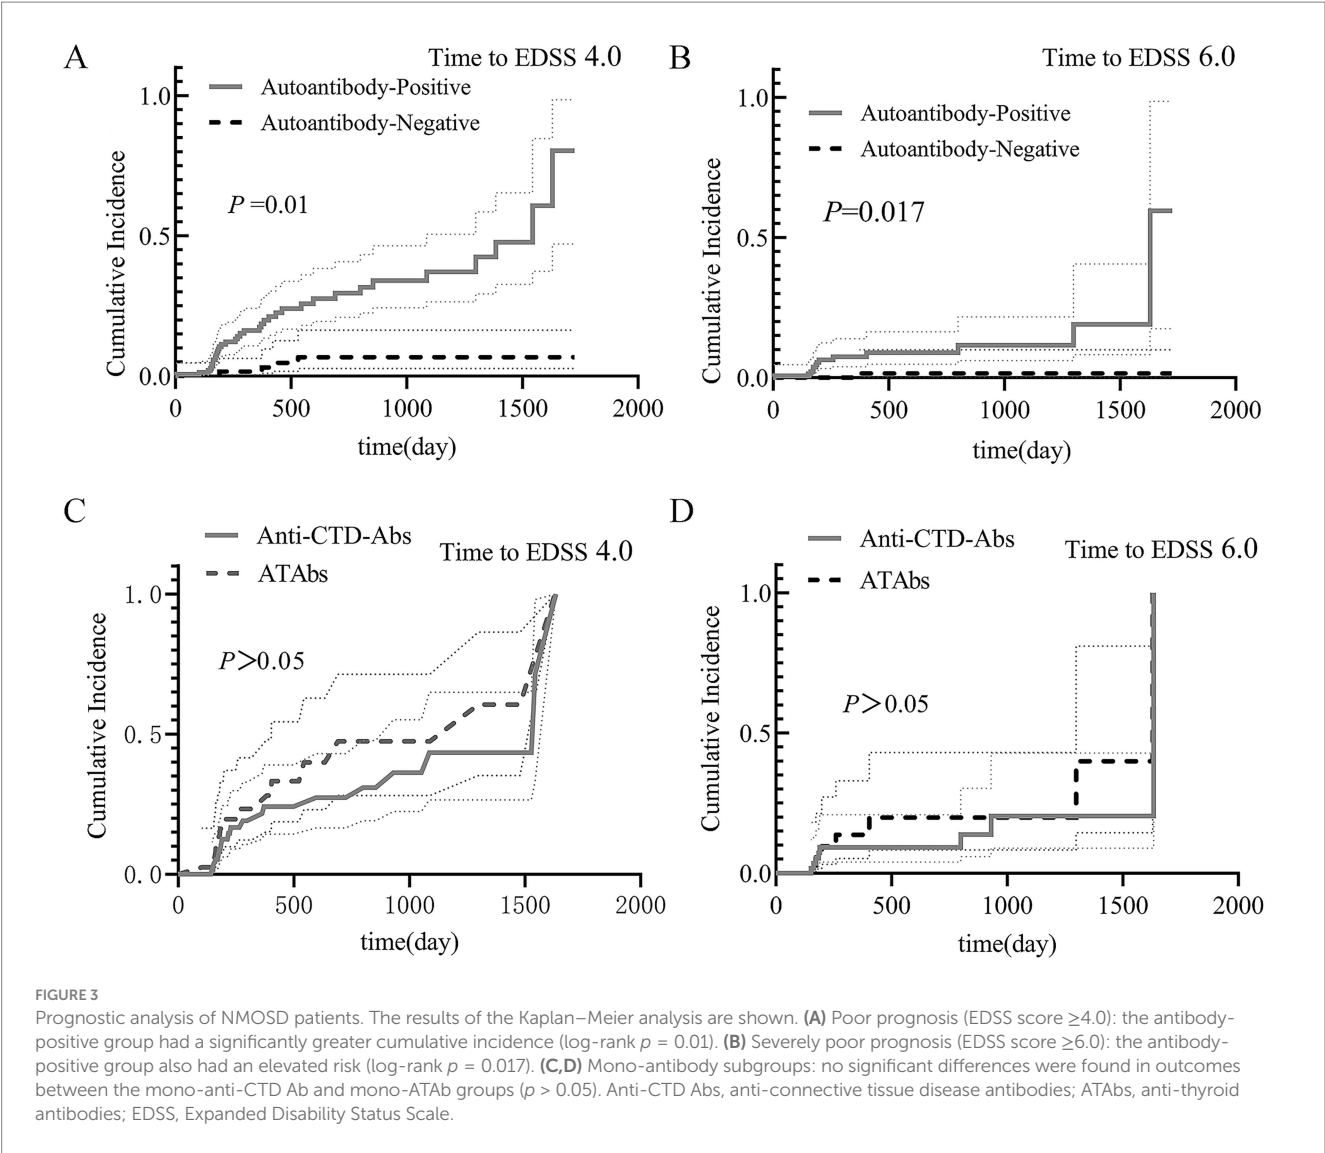 A
Time to EDSS 4.0
Autoantibody-Positive
Autoantibody-Negative
P =0.01
Cumulative Incidence
1.0
0.5
0.0
0 500 1000 1500 2000
time(day)
B
Time to EDSS 6.0
Autoantibody-Positive
Autoantibody-Negative
P=0.017
Cumulative Incidence
1.0
0.5
0.0
0 500 1000 1500 2000
time(day)
C
Anti-CTD-Abs
ATAbs
Time to EDSS 4.0
P>0.05
Cumulative Incidence
1.0
0.5
0.0
0 500 1000 1500 2000
time(day)
D
Anti-CTD-Abs
ATAbs
Time to EDSS 6.0
P>0.05
Cumulative Incidence
1.0
0.5
0.0
0 500 1000 1500 2000
time(day)
FIGURE 3
Prognostic analysis of NMOSD patients. The results of the Kaplan–Meier analysis are shown. (A) Poor prognosis (EDSS score ≥4.0): the antibody-
positive group had a significantly greater cumulative incidence (log-rank p = 0.01). (B) Severely poor prognosis (EDSS score ≥6.0): the antibody-
positive group also had an elevated risk (log-rank p = 0.017). (C,D) Mono-antibody subgroups: no significant differences were found in outcomes
between the mono-anti-CTD Ab and mono-ATAb groups (p > 0.05). Anti-CTD Abs, anti-connective tissue disease antibodies; ATAbs, anti-thyroid
antibodies; EDSS, Expanded Disability Status Scale.